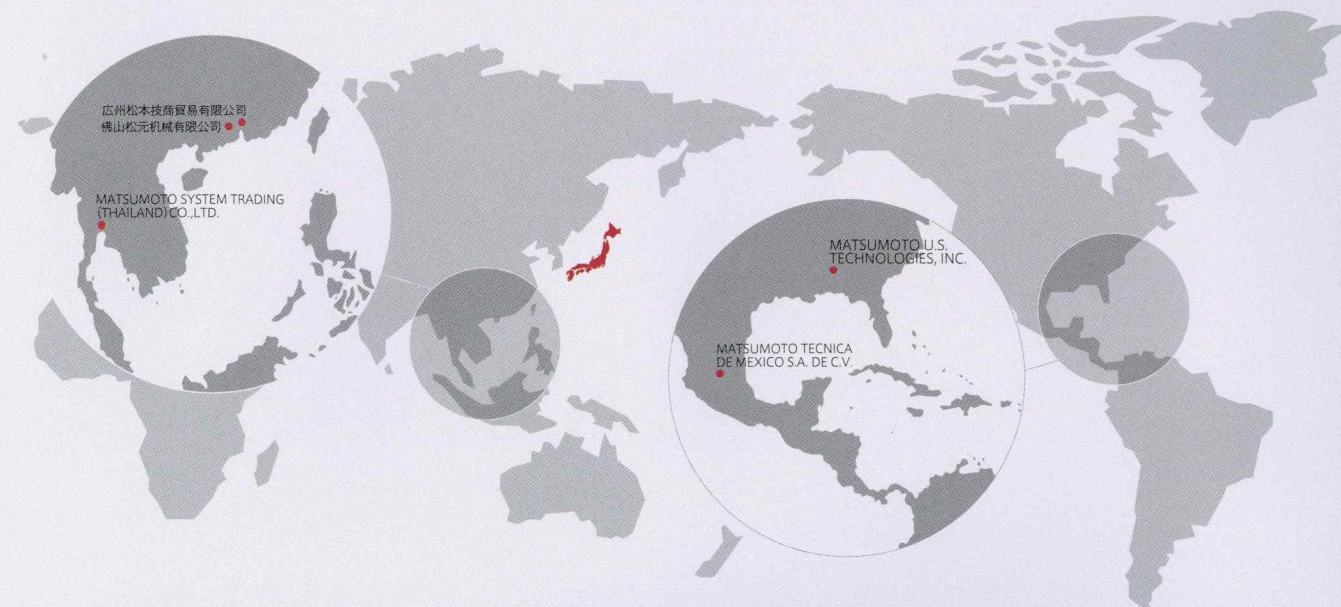 広州松本技商貿易有限公司
佛山松元机械有限公司
MATSUMOTO SYSTEM TRADING
(THAILAND) CO.,LTD.
MATSUMOTO U.S.
TECHNOLOGIES, INC.
MATSUMOTO TECNICA
DE MEXICO S.A. DE C.V.